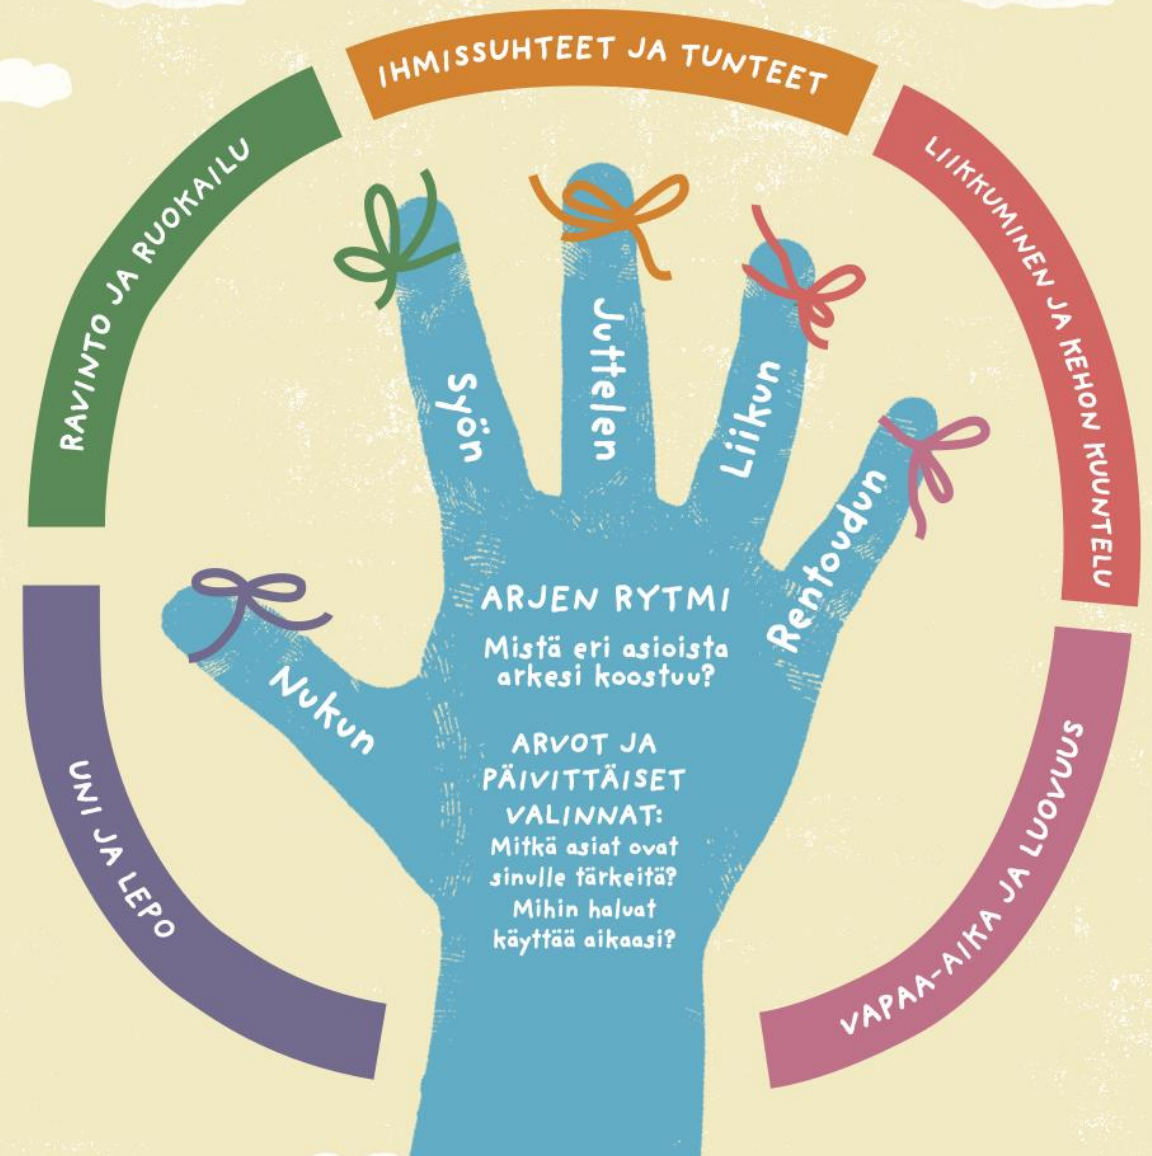 IHMISSUHTEET JA TUNTEET
RAVINTO JA RUOKAILU
LIIKKUMINEN JA KEHON KUUNTELU
UNI JA LEPO
VAPAA-AIKA JA LUOVUUS
Nukun
Syön
Juttelen
Liikun
Rentoudun
ARJEN RYTMI
Mistä eri asioista
arkesi koostuu?
ARVOT JA
PÄIVITTÄISET
VALINNAT:
Mitkä asiat ovat
sinulle tärkeitä?
Mihin haluat
käyttää aikaasi?